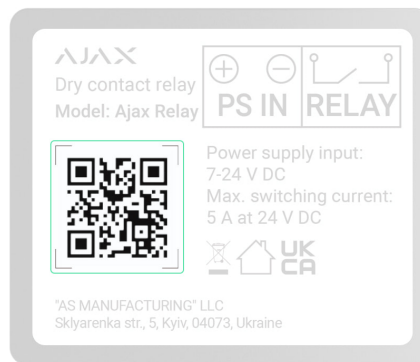 AJAX
Dry contact relay
Model: Ajax Relay
PS IN
RELAY
Power supply input:
7-24 V DC
Max. switching current:
5 A at 24 V DC
UK
CA
"AS MANUFACTURING" LLC
Sklyarenka str., 5, Kyiv, 04073, Ukraine